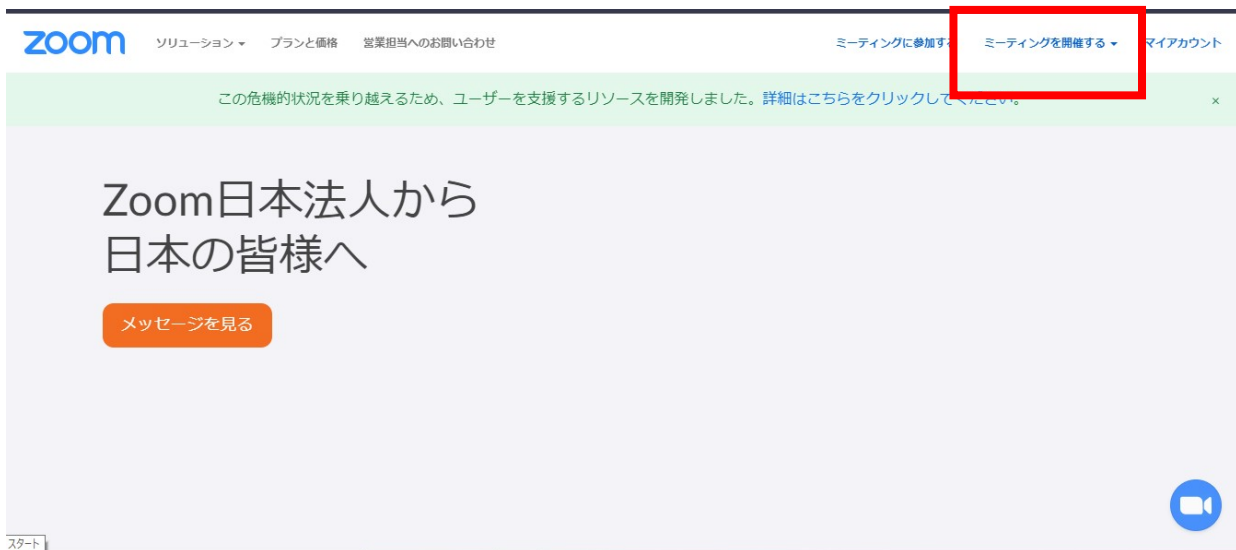 zoom ソリューション プランと価格 営業担当へのお問い合わせ ミーティングに参加す ミーティングを開催する マイアカウント
この危機的状況を乗り越えるため、ユーザーを支援するリソースを開発しました。詳細はこちらをクリックしてください。 ×
Zoom日本法人から
日本の皆様へ
メッセージを見る
スタート